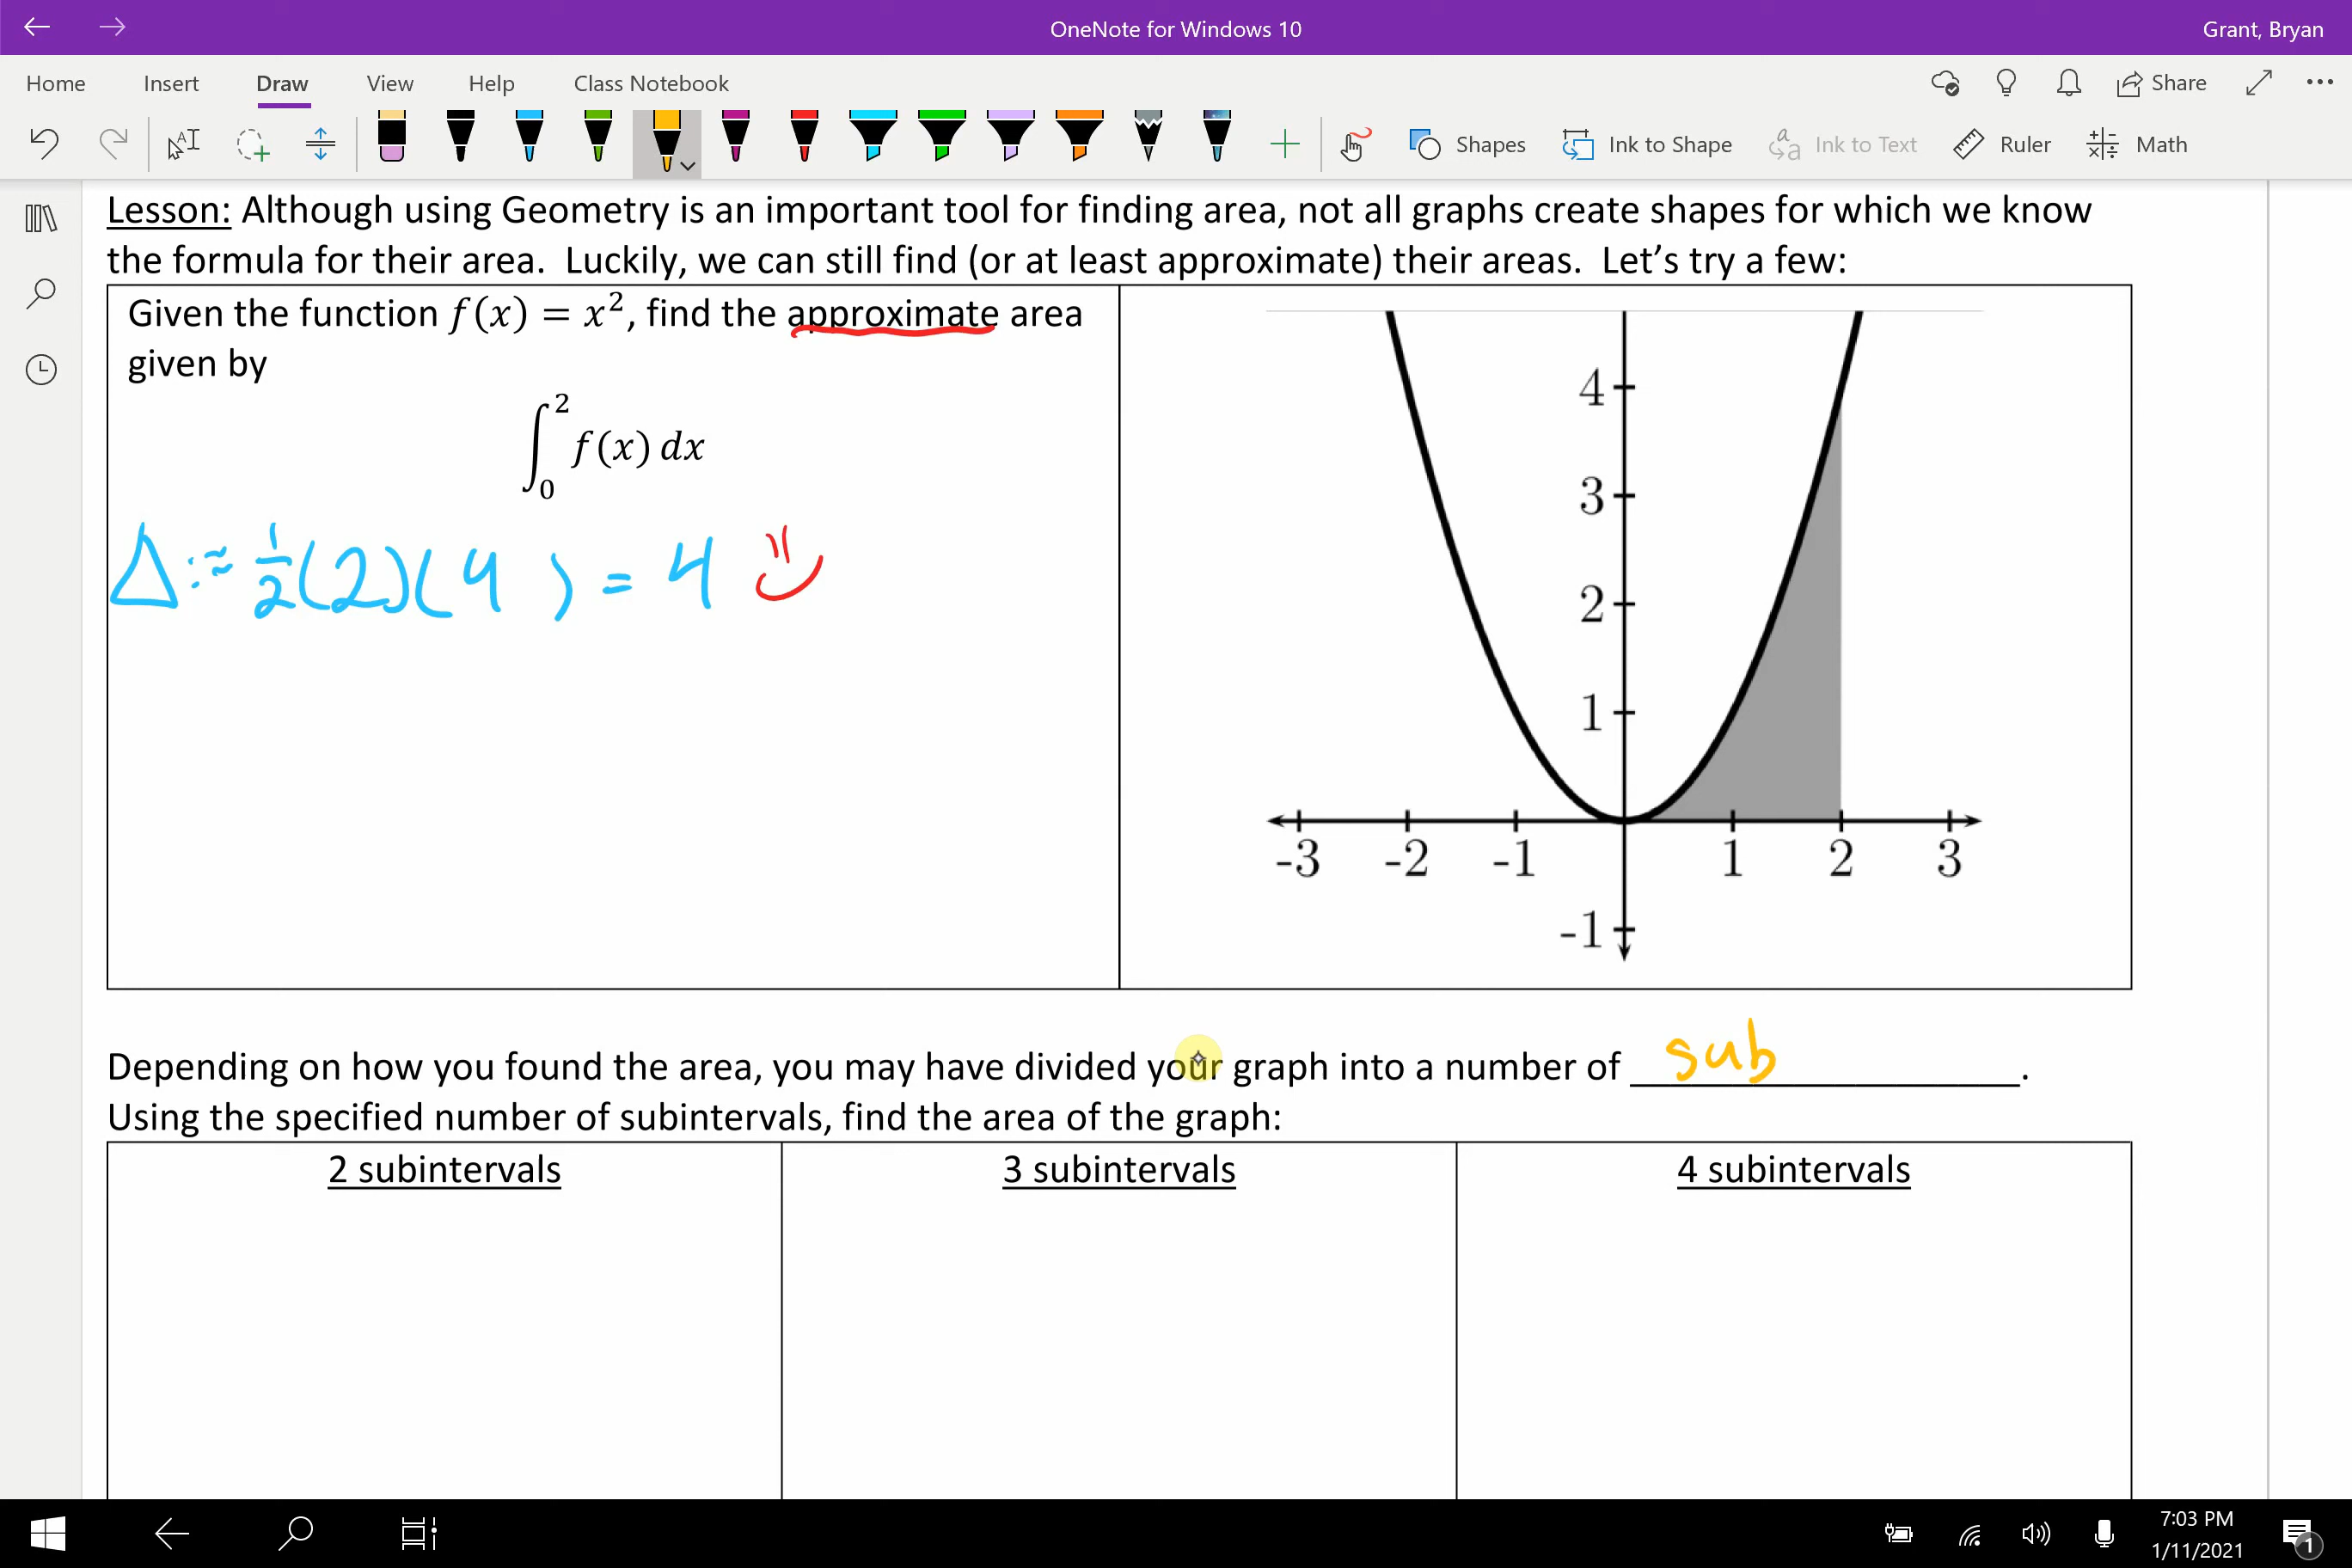 OneNote for Windows 10
Grant, Bryan
Home Insert Draw View Help Class Notebook Share
Shapes Ink to Shape Ink to Text Ruler Math
Lesson: Although using Geometry is an important tool for finding area, not all graphs create shapes for which we know
the formula for their area. Luckily, we can still find (or at least approximate) their areas. Let's try a few:
Given the function f(x) = x², find the approximate area
given by
∫₀² f(x) dx
Δ:≈ 1/2(2)(4 ) = 4
4
3
2
1
-3 -2 -1 1 2 3
-1
Depending on how you found the area, you may have divided your graph into a number of sub.
Using the specified number of subintervals, find the area of the graph:
2 subintervals 3 subintervals 4 subintervals
7:03 PM
1/11/2021
1